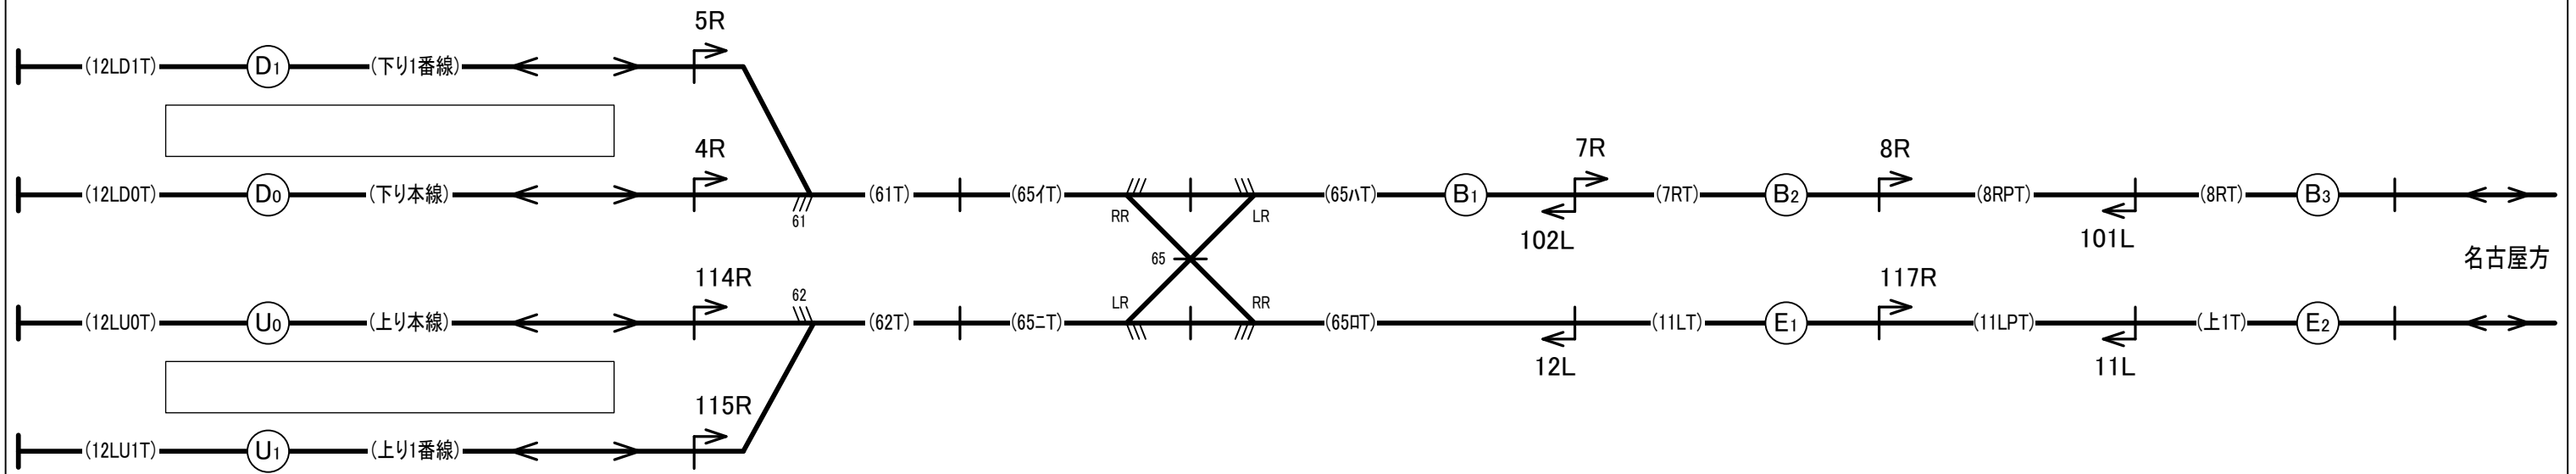 5R
(12LD1T) D1 (下り1番線)
4R 7R 8R
(12LD0T) D0 (下り本線) (61T) (65イT) (65ハT) B1 (7RT) B2 (8RPT) (8RT) B3
61 RR LR
102L 101L
65 名古屋方
114R 62 LR RR 117R
(12LU0T) U0 (上り本線) (62T) (65ニT) (65ロT) (11LT) E1 (11LPT) (上1T) E2
12L 11L
115R
(12LU1T) U1 (上り1番線)